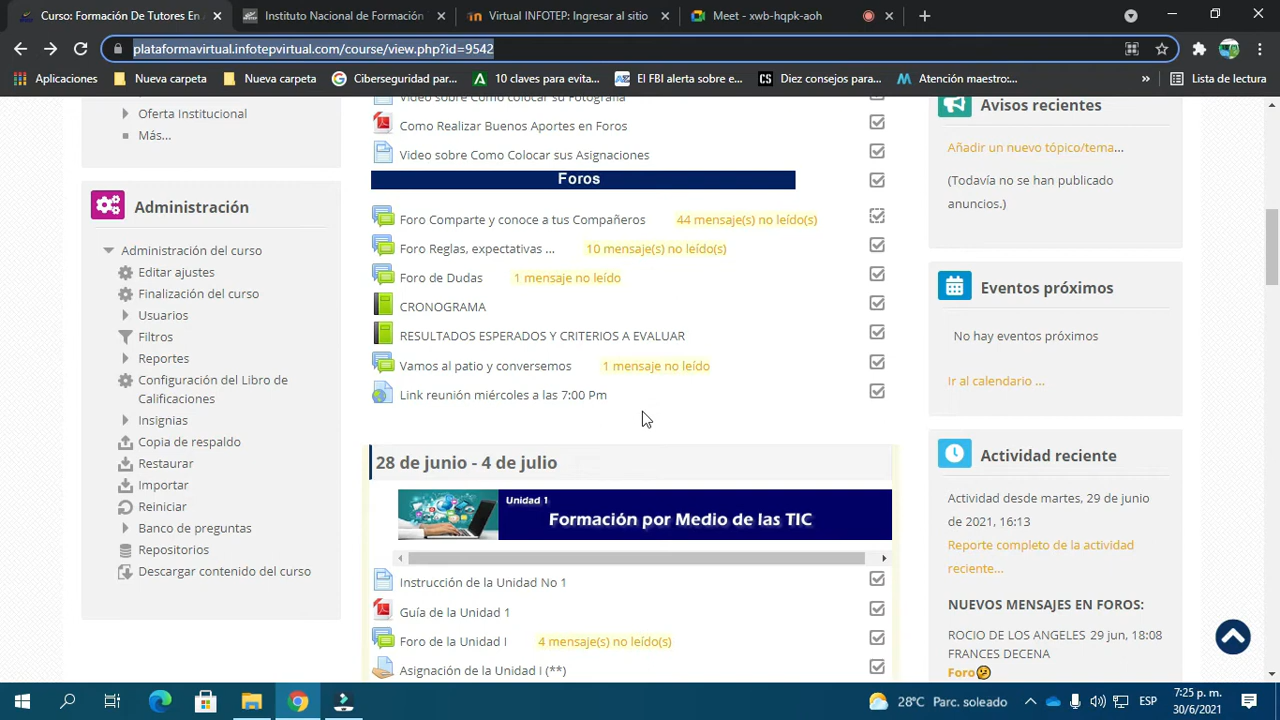 Curso: Formación De Tutores En
Instituto Nacional de Formación
Virtual INFOTEP: Ingresar al sitio
Meet - xwb-hqpk-aoh
plataformavirtual.infotepvirtual.com/course/view.php?id=9542
Aplicaciones
Nueva carpeta
Nueva carpeta
Ciberseguridad par...
10 claves para evita...
El FBI alerta sobre e...
Diez consejos para...
Atención maestro:...
»
Lista de lectura
Oferta Institucional
Más...
Administración
Administración del curso
Editar ajustes
Finalización del curso
Usuarios
Filtros
Reportes
Configuración del Libro de
Calificaciones
Insignias
Copia de respaldo
Restaurar
Importar
Reiniciar
Banco de preguntas
Repositorios
Descargar contenido del curso
Video sobre Como colocar su Fotografía
Como Realizar Buenos Aportes en Foros
Video sobre Como Colocar sus Asignaciones
Foros
Foro Comparte y conoce a tus Compañeros 44 mensaje(s) no leído(s)
Foro Reglas, expectativas ... 10 mensaje(s) no leído(s)
Foro de Dudas 1 mensaje no leído
CRONOGRAMA
RESULTADOS ESPERADOS Y CRITERIOS A EVALUAR
Vamos al patio y conversemos 1 mensaje no leído
Link reunión miércoles a las 7:00 Pm
28 de junio - 4 de julio
Unidad 1
Formación por Medio de las TIC
Instrucción de la Unidad No 1
Guía de la Unidad 1
Foro de la Unidad I 4 mensaje(s) no leído(s)
Asignación de la Unidad I (**)
Avisos recientes
Añadir un nuevo tópico/tema...
(Todavía no se han publicado
anuncios.)
Eventos próximos
No hay eventos próximos
Ir al calendario ...
Actividad reciente
Actividad desde martes, 29 de junio
de 2021, 16:13
Reporte completo de la actividad
reciente...
NUEVOS MENSAJES EN FOROS:
ROCIO DE LOS ANGELES 29 jun, 18:08
FRANCES DECENA
Foro
28°C Parc. soleado
ESP
7:25 p. m.
30/6/2021